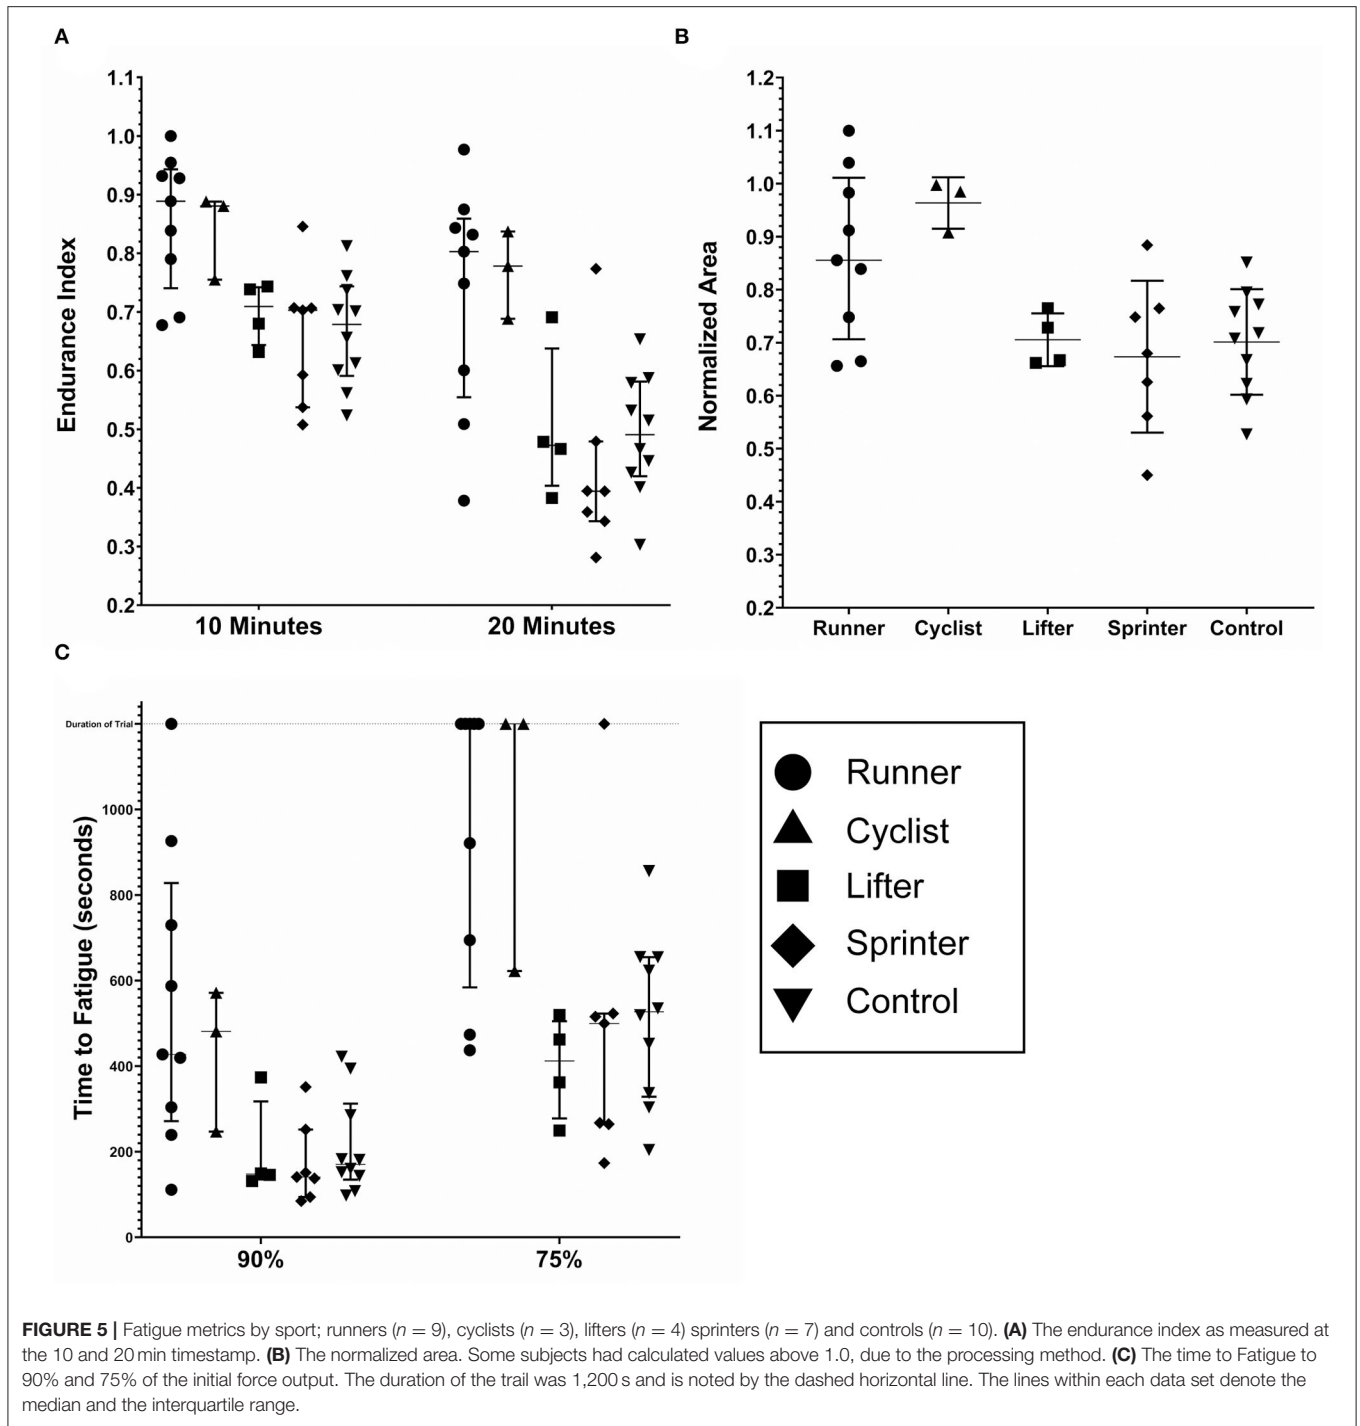 A
1.1
1.0
0.9
0.8
0.7
0.6
0.5
0.4
0.3
0.2
Endurance Index
10 Minutes
20 Minutes
B
1.2
1.1
1.0
0.9
0.8
0.7
0.6
0.5
0.4
0.3
0.2
Normalized Area
Runner
Cyclist
Lifter
Sprinter
Control
C
Duration of Trial
1000
800
600
400
200
0
Time to Fatigue (seconds)
90%
75%
Runner
Cyclist
Lifter
Sprinter
Control
FIGURE 5 | Fatigue metrics by sport; runners (n = 9), cyclists (n = 3), lifters (n = 4) sprinters (n = 7) and controls (n = 10). (A) The endurance index as measured at
the 10 and 20 min timestamp. (B) The normalized area. Some subjects had calculated values above 1.0, due to the processing method. (C) The time to Fatigue to
90% and 75% of the initial force output. The duration of the trail was 1,200 s and is noted by the dashed horizontal line. The lines within each data set denote the
median and the interquartile range.